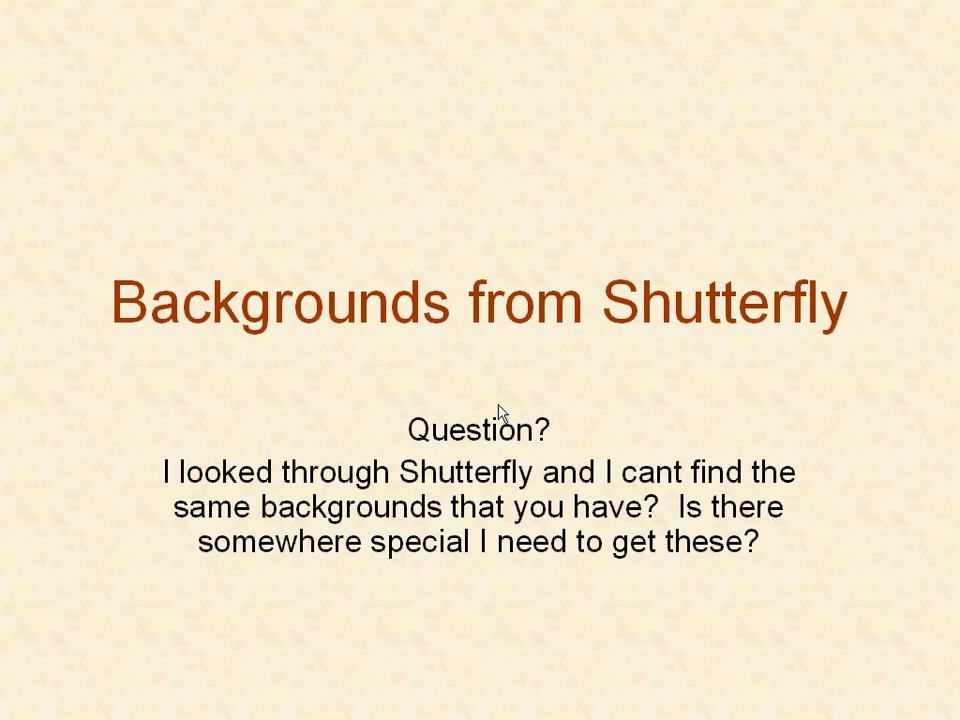 Backgrounds from Shutterfly
Question?
I looked through Shutterfly and I cant find the
same backgrounds that you have?  Is there
somewhere special I need to get these?